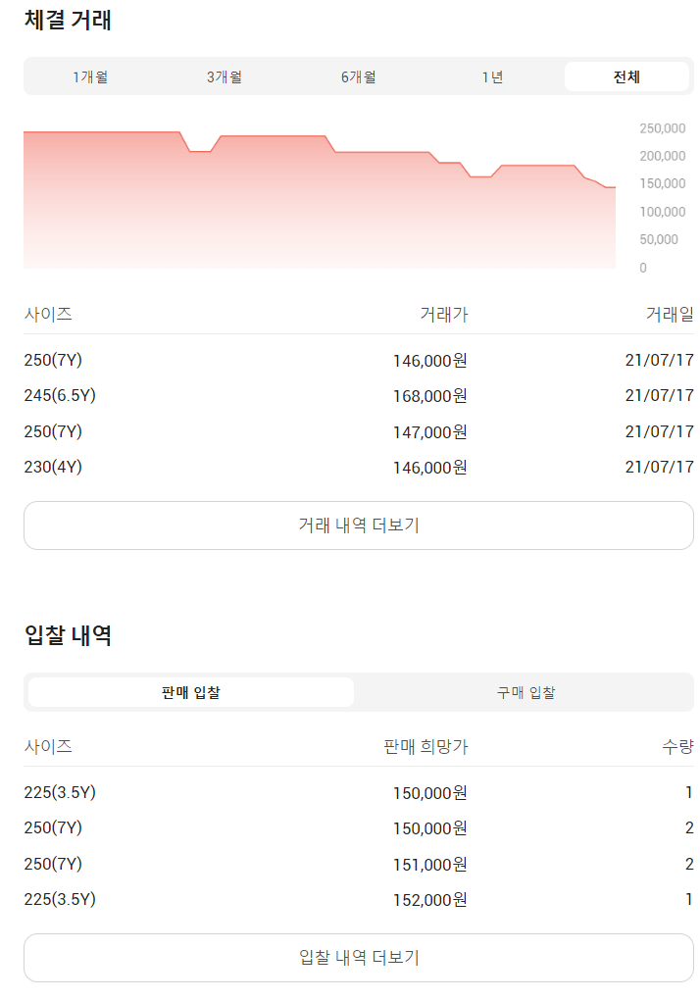 체결 거래
1개월 3개월 6개월 1년 전체
250,000
200,000
150,000
100,000
50,000
0
사이즈 거래가 거래일
250(7Y) 146,000원 21/07/17
245(6.5Y) 168,000원 21/07/17
250(7Y) 147,000원 21/07/17
230(4Y) 146,000원 21/07/17
거래 내역 더보기
입찰 내역
판매 입찰 구매 입찰
사이즈 판매 희망가 수량
225(3.5Y) 150,000원 1
250(7Y) 150,000원 2
250(7Y) 151,000원 2
225(3.5Y) 152,000원 1
입찰 내역 더보기